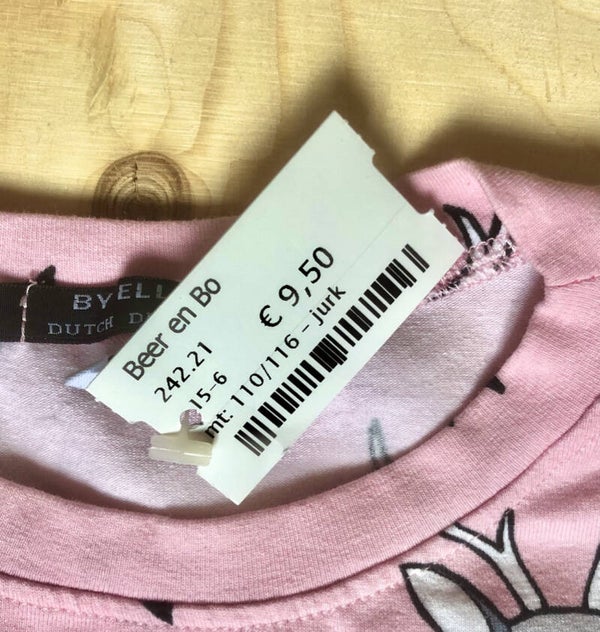 BYELL
DUTCH D
Beer en Bo
€ 9,50
242.21
15-6
mt: 110/116 - jurk